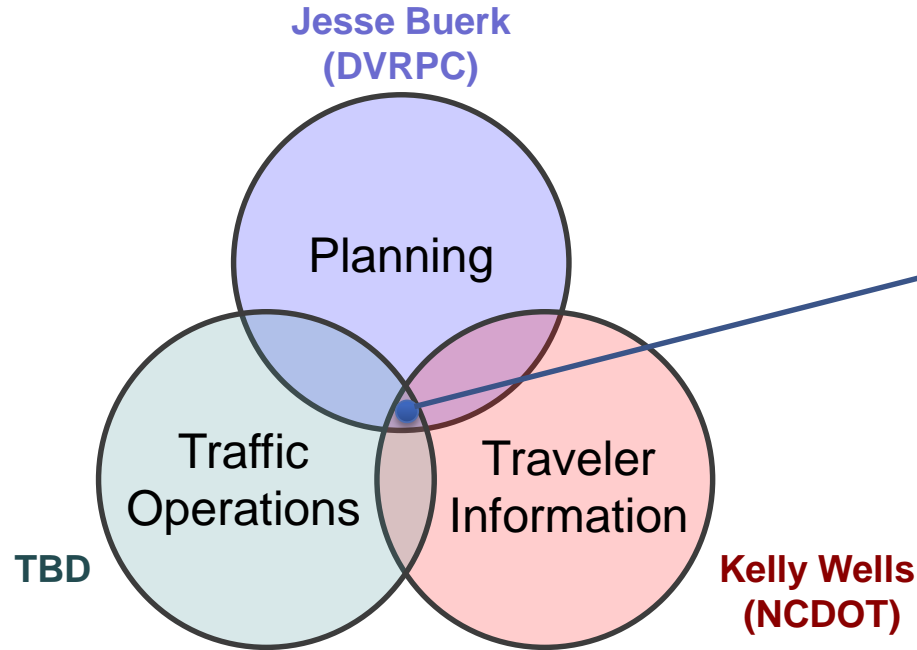 Jesse Buerk
(DVRPC)
Planning
Traffic
Operations
Traveler
Information
TBD
Kelly Wells
(NCDOT)